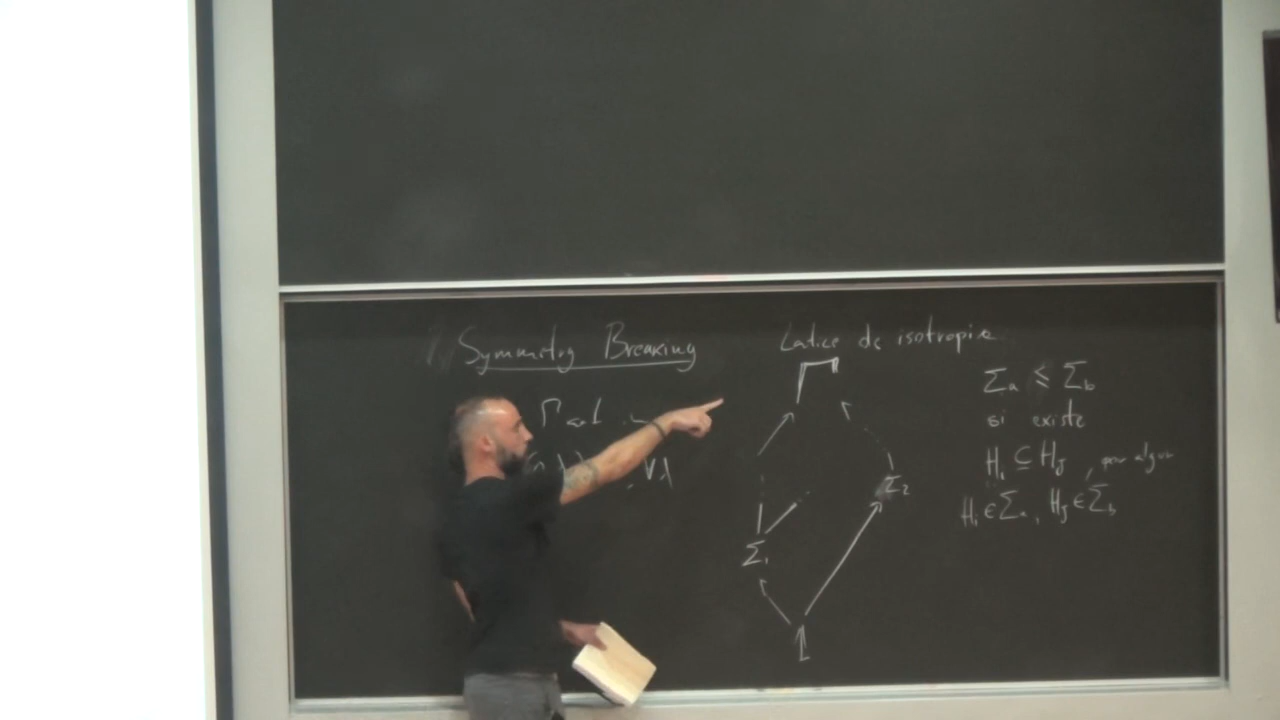 Symmetry Breaking
Γ
∀λ
Latice de isotropia
Γ
Σ₂
Σ₁
1
Σₐ ≤ Σ_b
si existe
Hᵢ ⊆ Hⱼ, por algun
Hᵢ ∈ Σₐ, Hⱼ ∈ Σ_b